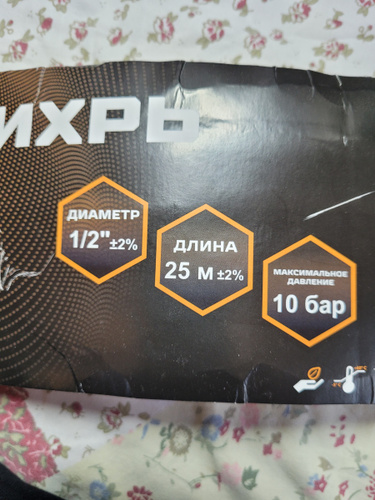 ИХРЬ
ДИАМЕТР
1/2" ±2%
ДЛИНА
25 м ±2%
МАКСИМАЛЬНОЕ
ДАВЛЕНИЕ
10 бар